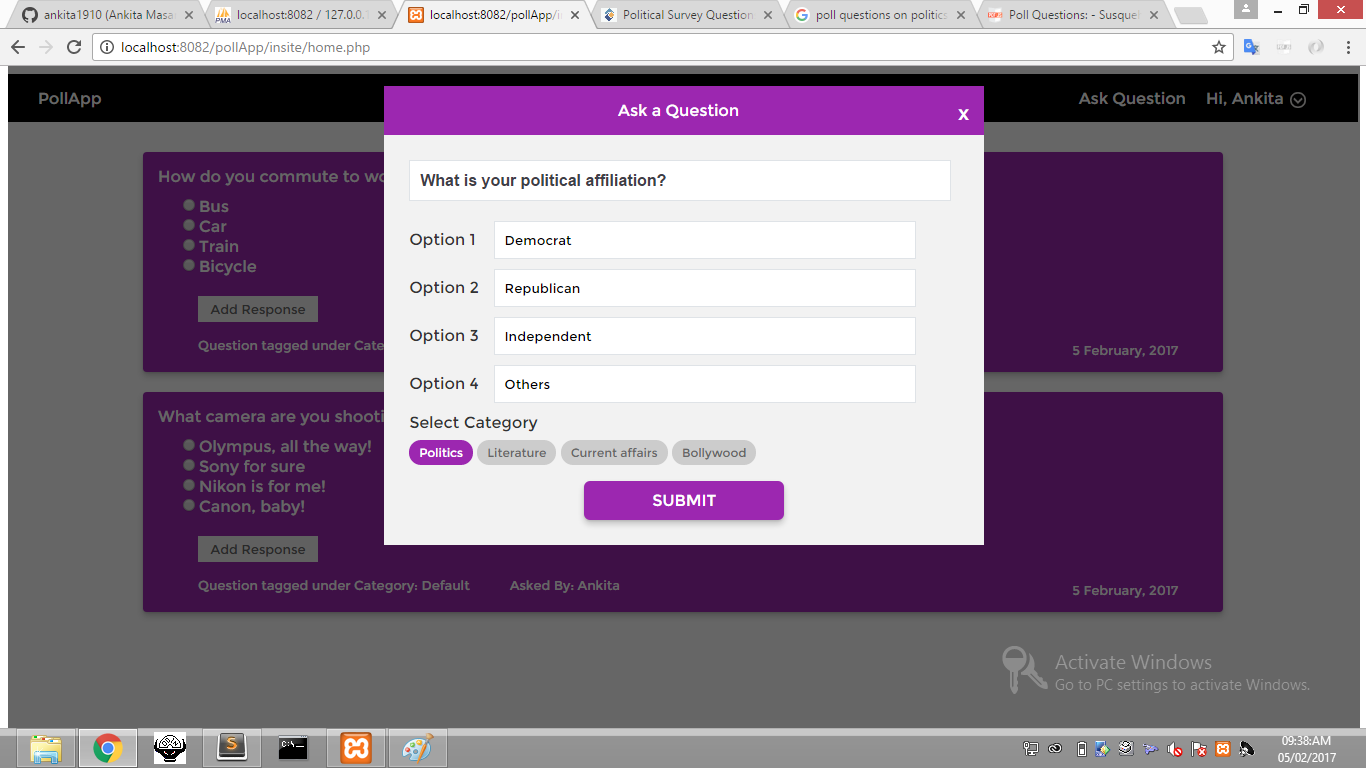 ankita1910 (Ankita Masa
localhost:8082 / 127.0.0.1
localhost:8082/pollApp/i
Political Survey Question
poll questions on politics
Poll Questions: - Susque
localhost:8082/pollApp/insite/home.php
PollApp
Ask Question
Hi, Ankita
Ask a Question
x
What is your political affiliation?
Option 1
Democrat
Option 2
Republican
Option 3
Independent
Option 4
Others
Select Category
Politics
Literature
Current affairs
Bollywood
SUBMIT
How do you commute to wo
Bus
Car
Train
Bicycle
Add Response
Question tagged under Cate
5 February, 2017
What camera are you shooti
Olympus, all the way!
Sony for sure
Nikon is for me!
Canon, baby!
Add Response
Question tagged under Category: Default
Asked By: Ankita
5 February, 2017
Activate Windows
Go to PC settings to activate Windows.
09:38AM
05/02/2017